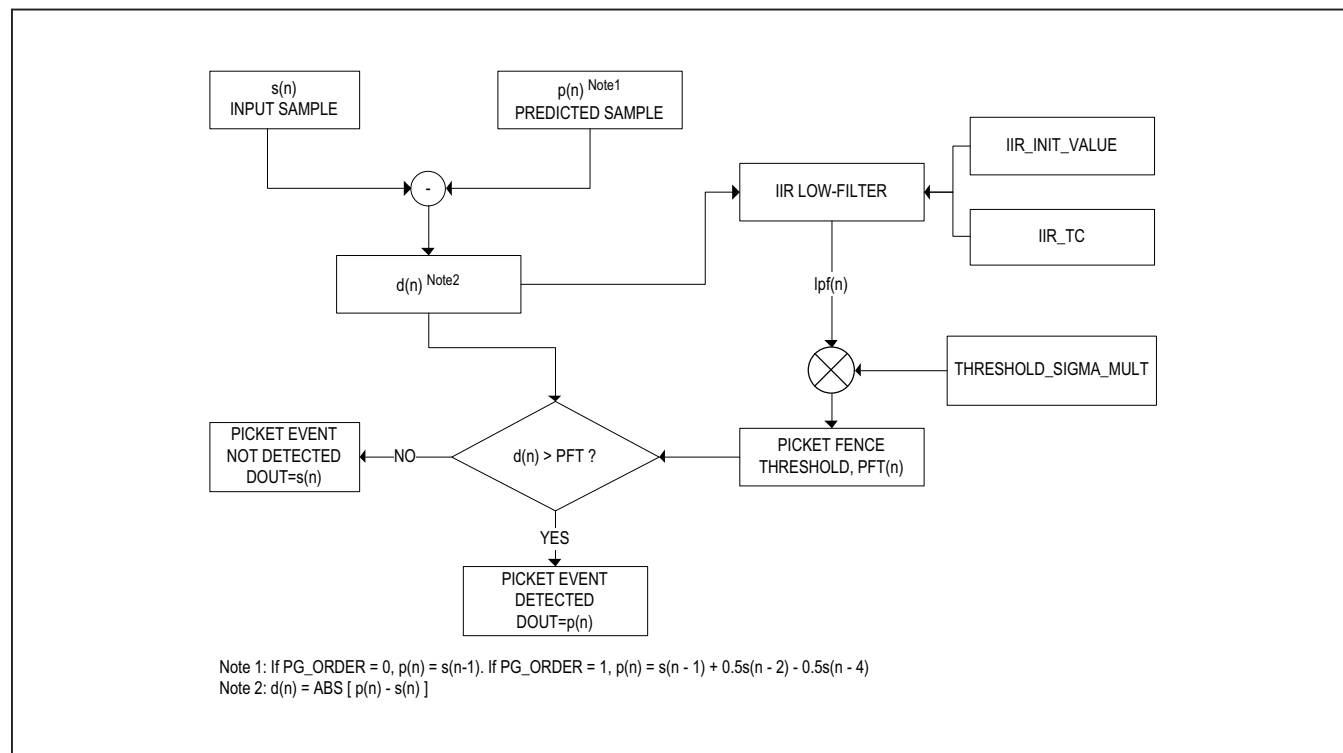 s(n)
INPUT SAMPLE
p(n) Note1
PREDICTED SAMPLE
-
IIR_INIT_VALUE
IIR LOW-FILTER
IIR_TC
d(n) Note2
lpf(n)
THRESHOLD_SIGMA_MULT
PICKET EVENT
NOT DETECTED
DOUT=s(n)
NO
d(n) > PFT ?
PICKET FENCE
THRESHOLD, PFT(n)
YES
PICKET EVENT
DETECTED
DOUT=p(n)
Note 1: If PG_ORDER = 0, p(n) = s(n-1). If PG_ORDER = 1, p(n) = s(n - 1) + 0.5s(n - 2) - 0.5s(n - 4)
Note 2: d(n) = ABS [ p(n) - s(n) ]